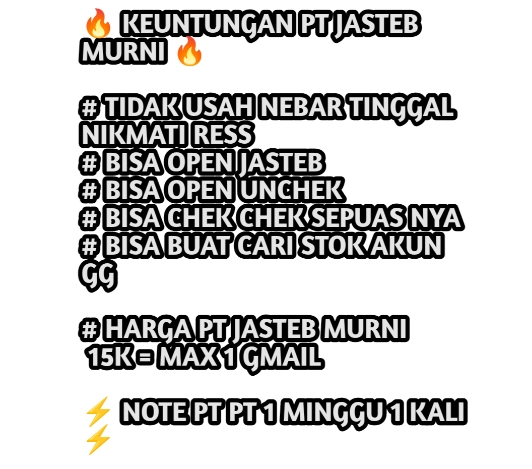 🔥 KEUNTUNGAN PT JASTEB
MURNI 🔥
# TIDAK USAH NEBAR TINGGAL
NIKMATI RESS
# BISA OPEN JASTEB
# BISA OPEN UNCHEK
# BISA CHEK CHEK SEPUAS NYA
# BISA BUAT CARI STOK AKUN
GG
# HARGA PT JASTEB MURNI
15K = MAX 1 GMAIL
⚡ NOTE PT PT 1 MINGGU 1 KALI
⚡